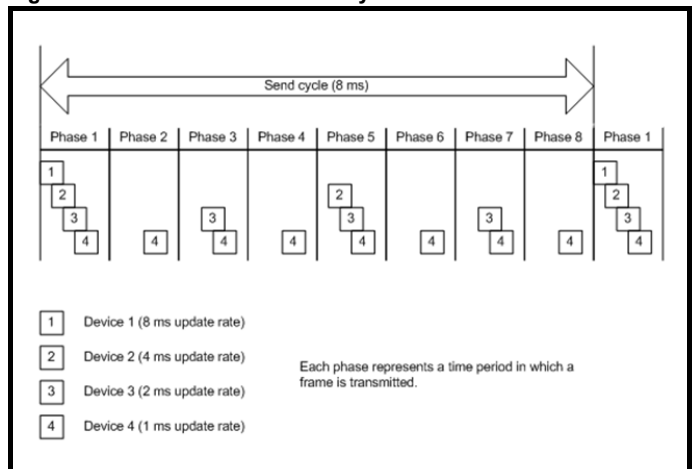 Send cycle (8 ms)
Phase 1 Phase 2 Phase 3 Phase 4 Phase 5 Phase 6 Phase 7 Phase 8 Phase 1
1 1
2 2 2
3 3 3 3 3
4 4 4 4 4 4 4 4 4
1 Device 1 (8 ms update rate)
2 Device 2 (4 ms update rate)
Each phase represents a time period in which a
frame is transmitted.
3 Device 3 (2 ms update rate)
4 Device 4 (1 ms update rate)